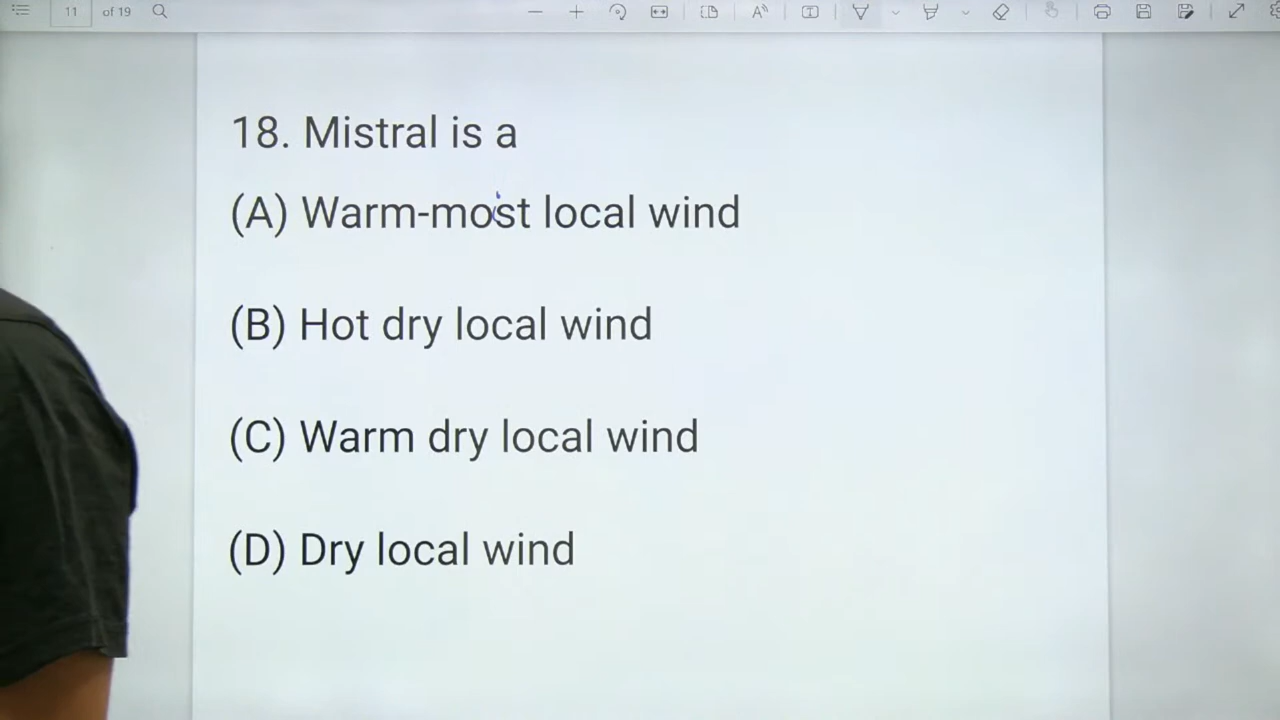 11 of 19
18. Mistral is a
(A) Warm-most local wind
(B) Hot dry local wind
(C) Warm dry local wind
(D) Dry local wind